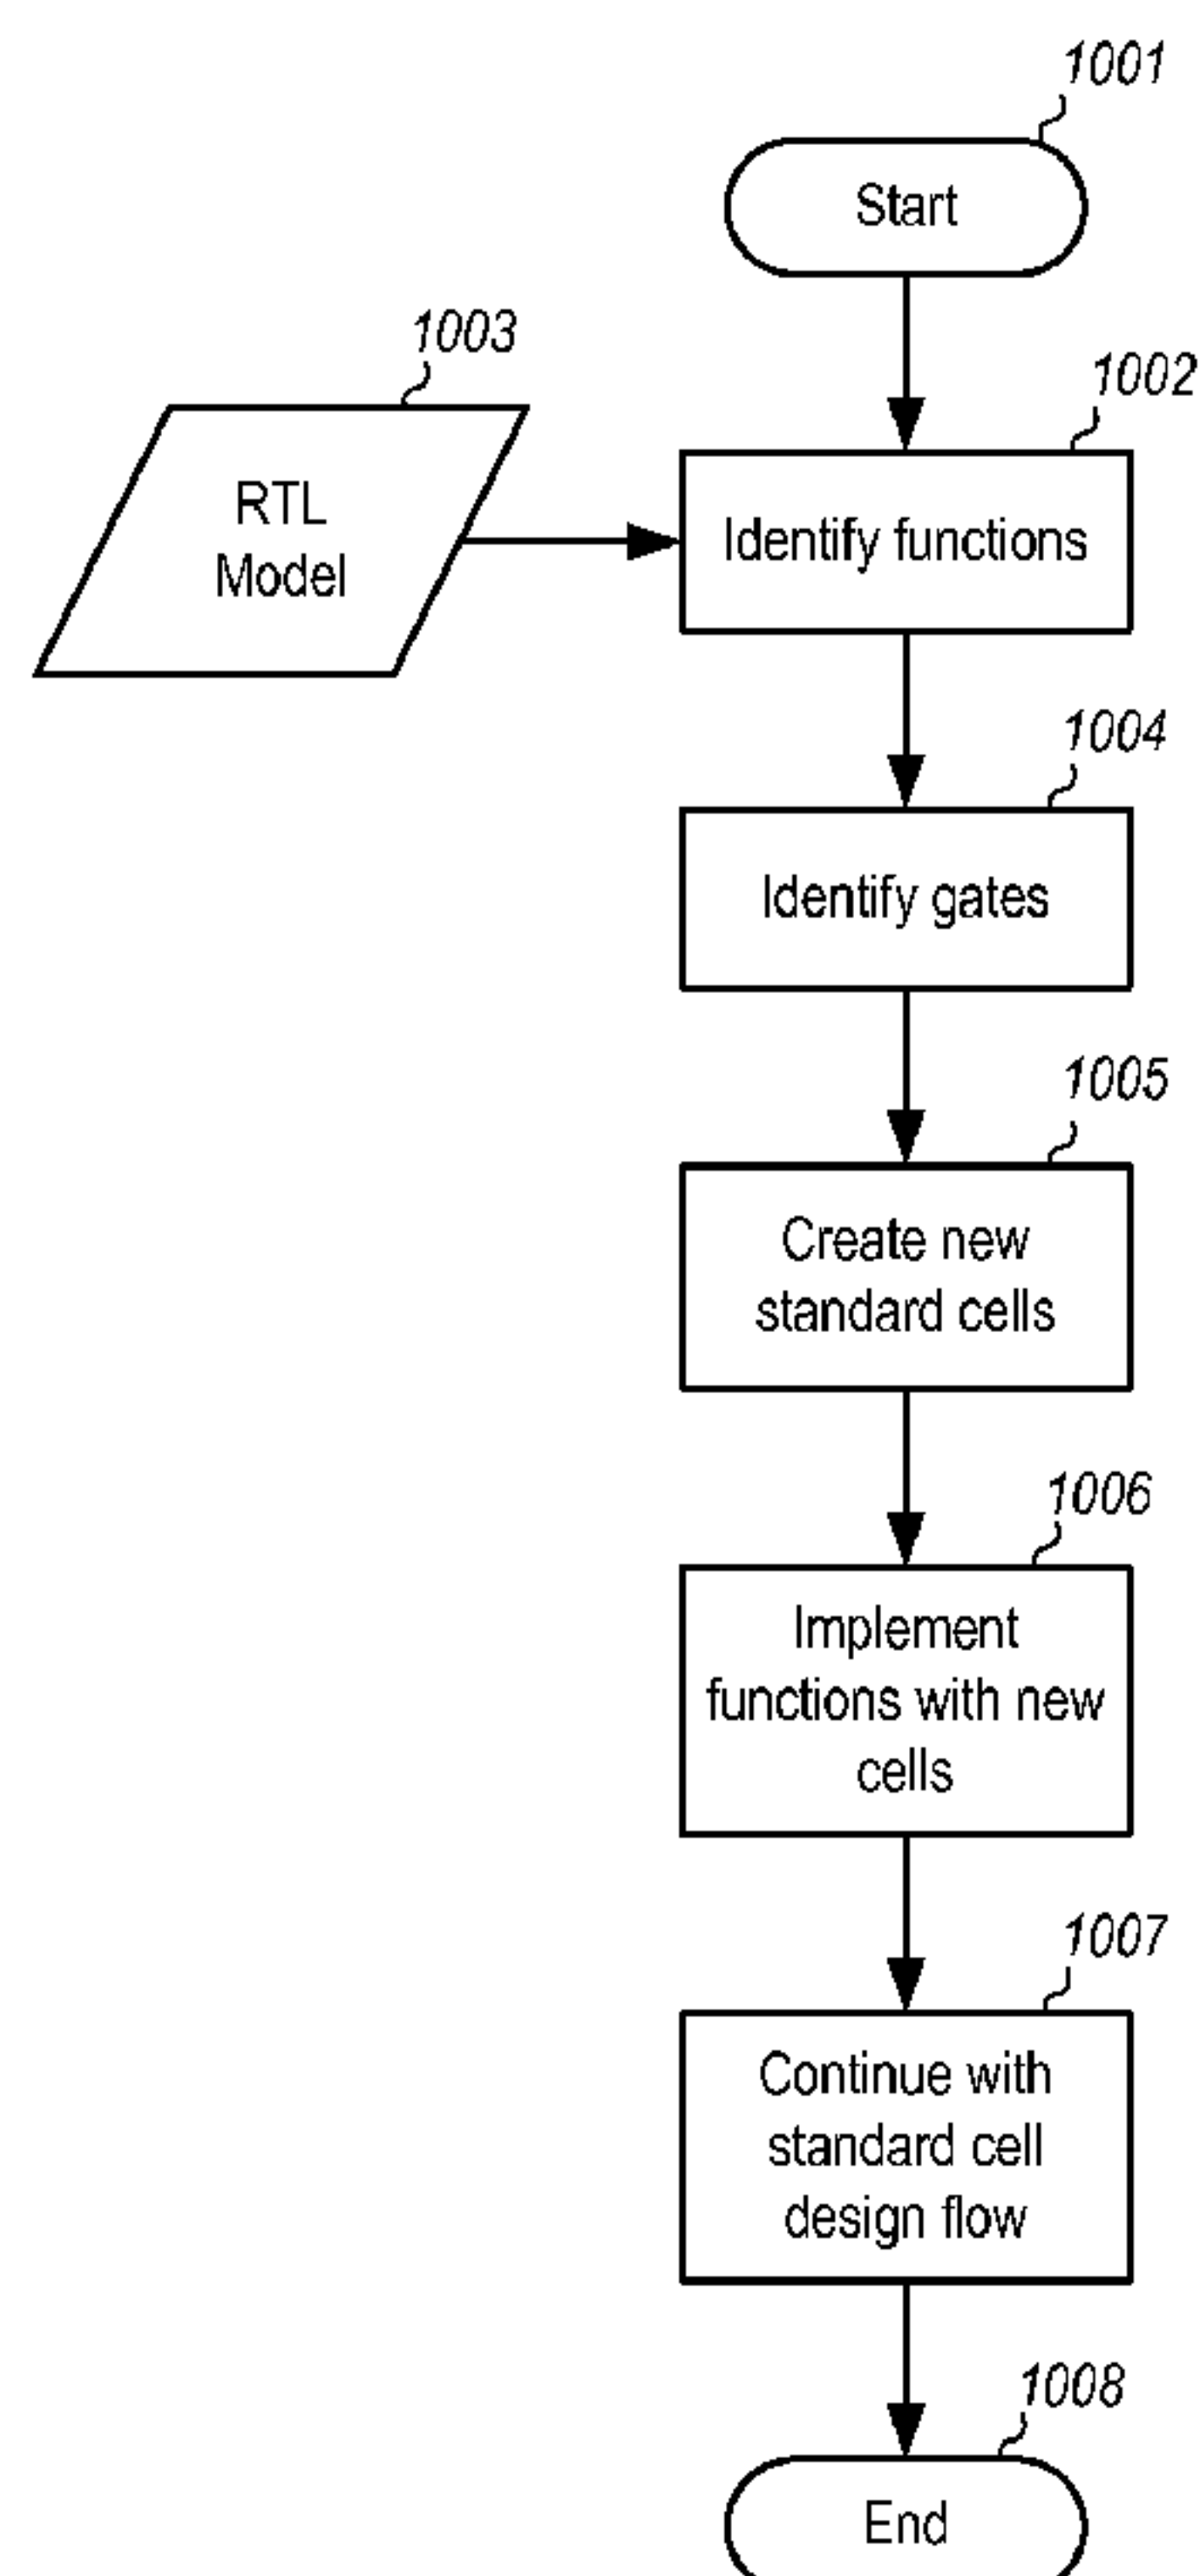 1001
Start
1003
1002
RTL
Model
Identify functions
1004
Identify gates
1005
Create new
standard cells
1006
Implement
functions with new
cells
1007
Continue with
standard cell
design flow
1008
End